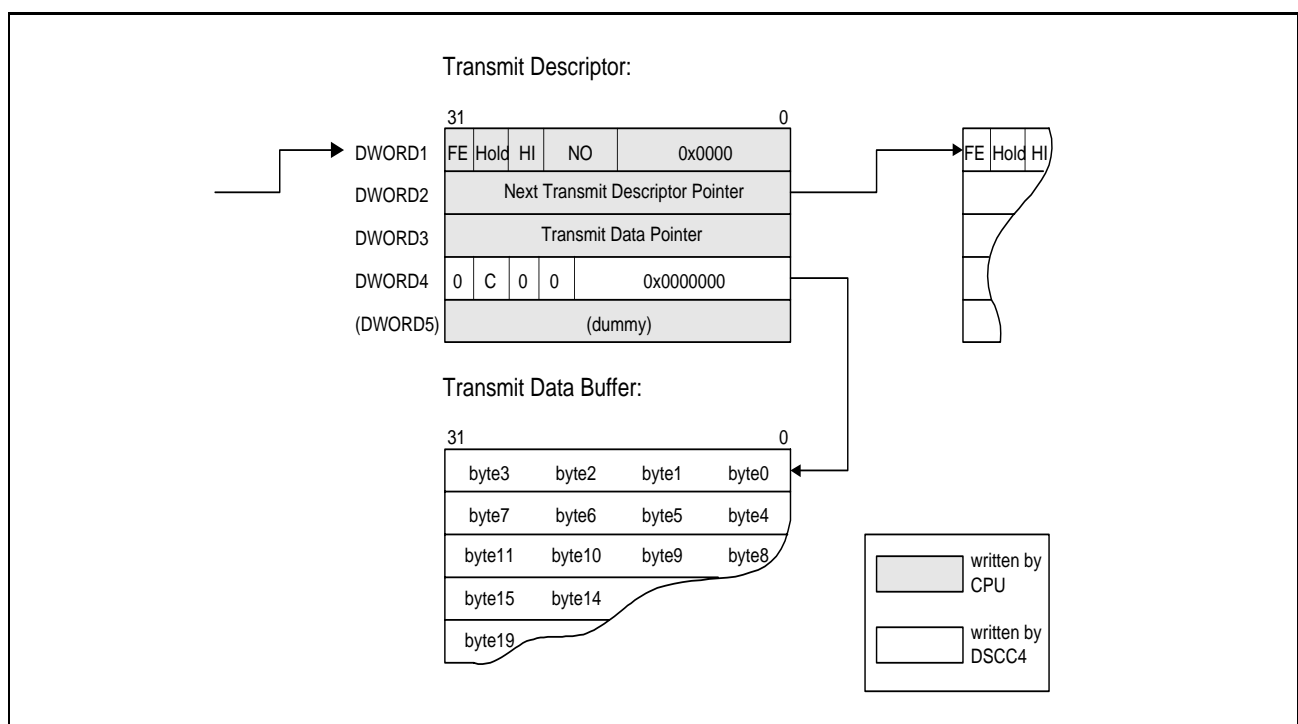 Transmit Descriptor:
31 0
DWORD1 FE Hold HI NO 0x0000 FE Hold HI
DWORD2 Next Transmit Descriptor Pointer
DWORD3 Transmit Data Pointer
DWORD4 0 C 0 0 0x0000000
(DWORD5) (dummy)
Transmit Data Buffer:
31 0
byte3 byte2 byte1 byte0
byte7 byte6 byte5 byte4
byte11 byte10 byte9 byte8
byte15 byte14
byte19
written by
CPU
written by
DSCC4